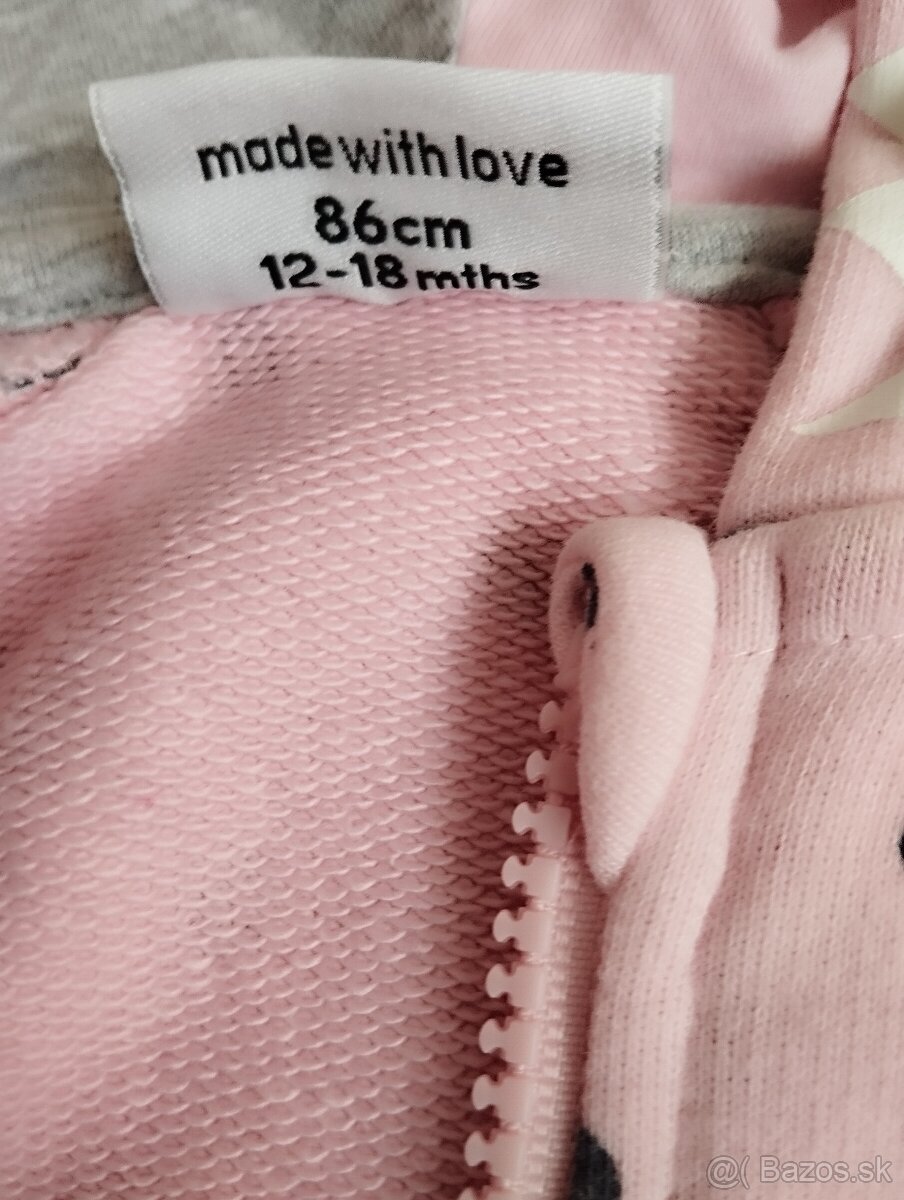 made with love
86cm
12-18 mths
@( Bazos.sk